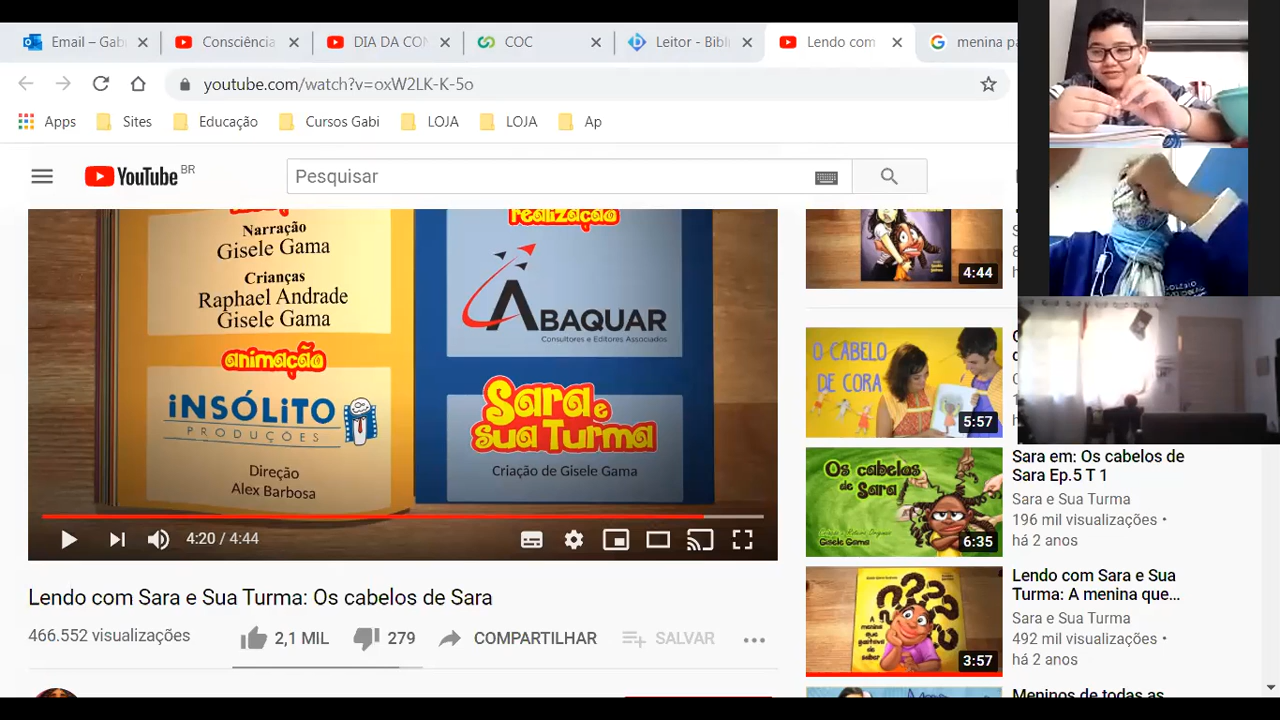 Email – Gab
Consciência
DIA DA CON
COC
Leitor - Bibl
Lendo com
menina pa
youtube.com/watch?v=oxW2LK-K-5o
Apps
Sites
Educação
Cursos Gabi
LOJA
LOJA
Ap
YouTube BR
Pesquisar
realização
Narração
Gisele Gama
Crianças
Raphael Andrade
Gisele Gama
ABAQUAR
Consultores e Editores Associados
animação
INSÓLITO
PRODUÇÕES
Direção
Alex Barbosa
Sara e
sua Turma
Criação de Gisele Gama
4:20 / 4:44
Lendo com Sara e Sua Turma: Os cabelos de Sara
466.552 visualizações
2,1 MIL
279
COMPARTILHAR
SALVAR
4:44
O CABELO
DE CORA
5:57
Os cabelos
de Sara
Gisele Gama
6:35
Sara em: Os cabelos de
Sara Ep.5 T 1
Sara e Sua Turma
196 mil visualizações •
há 2 anos
A menina
que
gostava
de saber
3:57
Lendo com Sara e Sua
Turma: A menina que...
Sara e Sua Turma
492 mil visualizações •
há 2 anos
Meninos de todas as